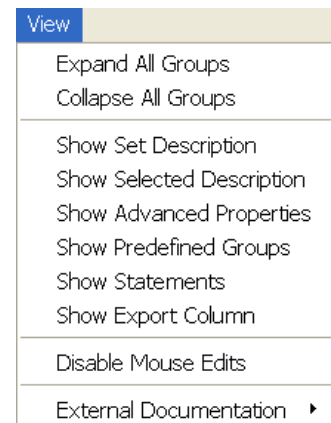 View
Expand All Groups
Collapse All Groups
Show Set Description
Show Selected Description
Show Advanced Properties
Show Predefined Groups
Show Statements
Show Export Column
Disable Mouse Edits
External Documentation